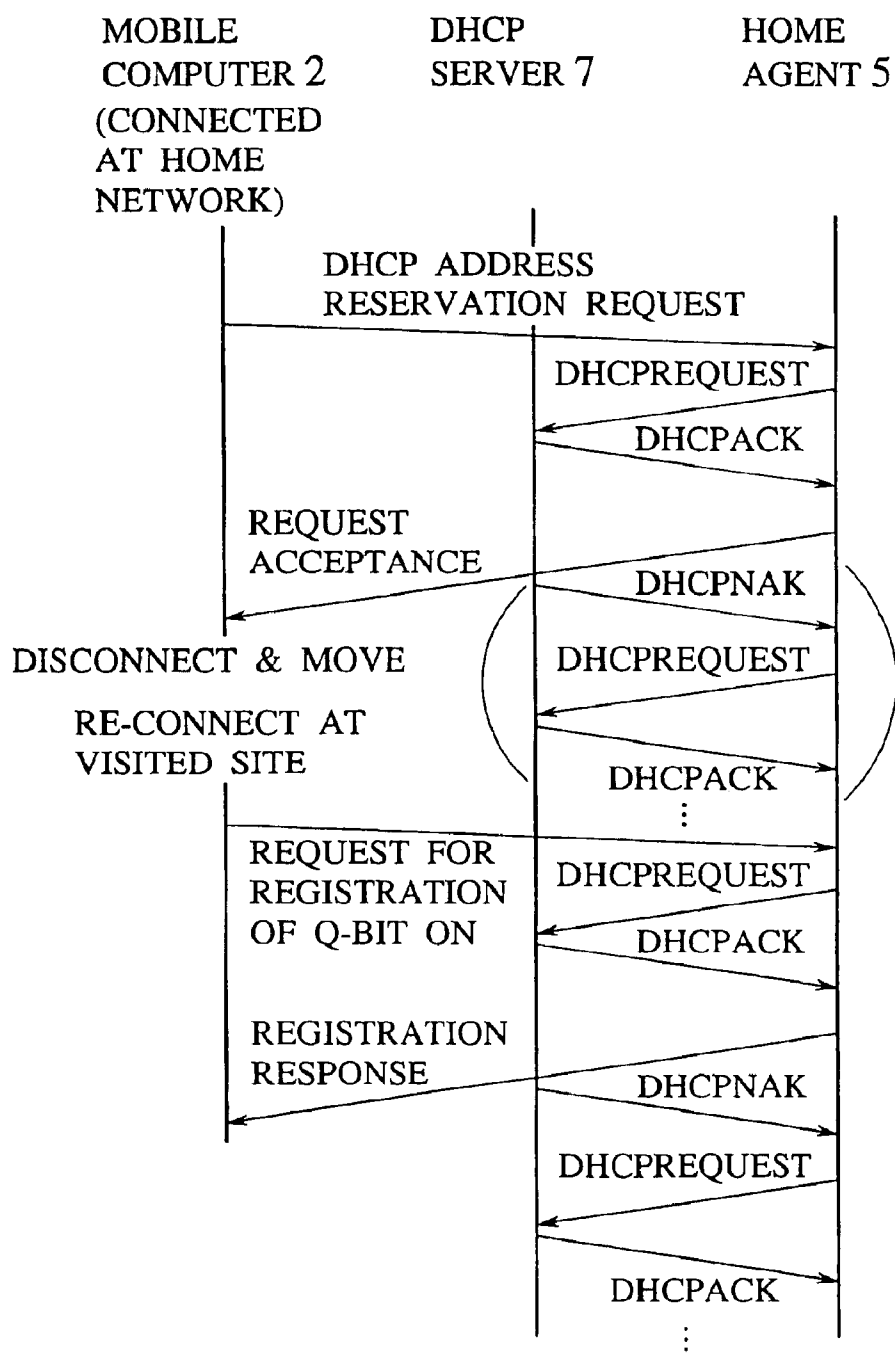 MOBILE
COMPUTER 2
(CONNECTED
AT HOME
NETWORK)
DHCP
SERVER 7
HOME
AGENT 5
DHCP ADDRESS
RESERVATION REQUEST
DHCPREQUEST
DHCPACK
REQUEST
ACCEPTANCE
DHCPNAK
DISCONNECT & MOVE
DHCPREQUEST
RE-CONNECT AT
VISITED SITE
DHCPACK
⋮
REQUEST FOR
REGISTRATION
OF Q-BIT ON
DHCPREQUEST
DHCPACK
REGISTRATION
RESPONSE
DHCPNAK
DHCPREQUEST
DHCPACK
⋮